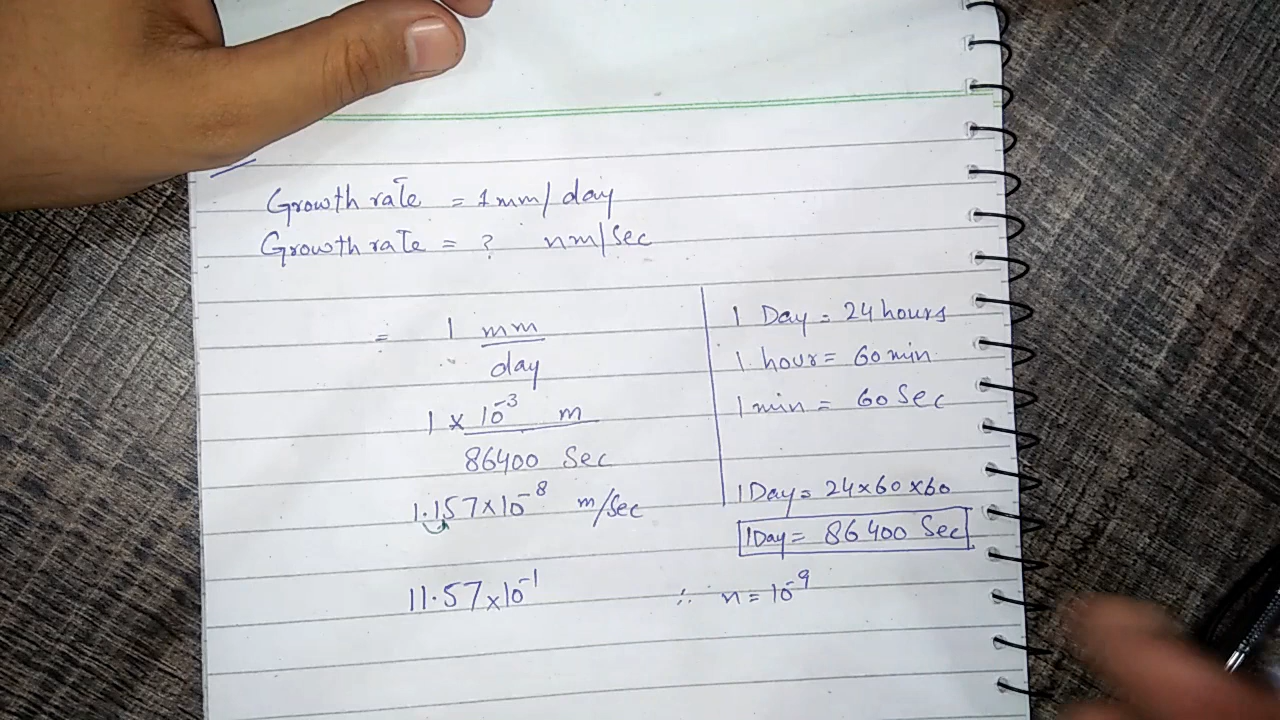 Growth rate = 1mm/day
Growth rate = ? nm/sec
= 1 mm
day
1 × 10⁻³ m
86400 Sec
1.157×10⁻⁸ m/sec
11.57×10⁻¹
1 Day = 24 hours
1 hour = 60 min
1 min = 60 Sec
1 Day = 24×60×60
1 Day = 86400 Sec
∴ n = 10⁻⁹